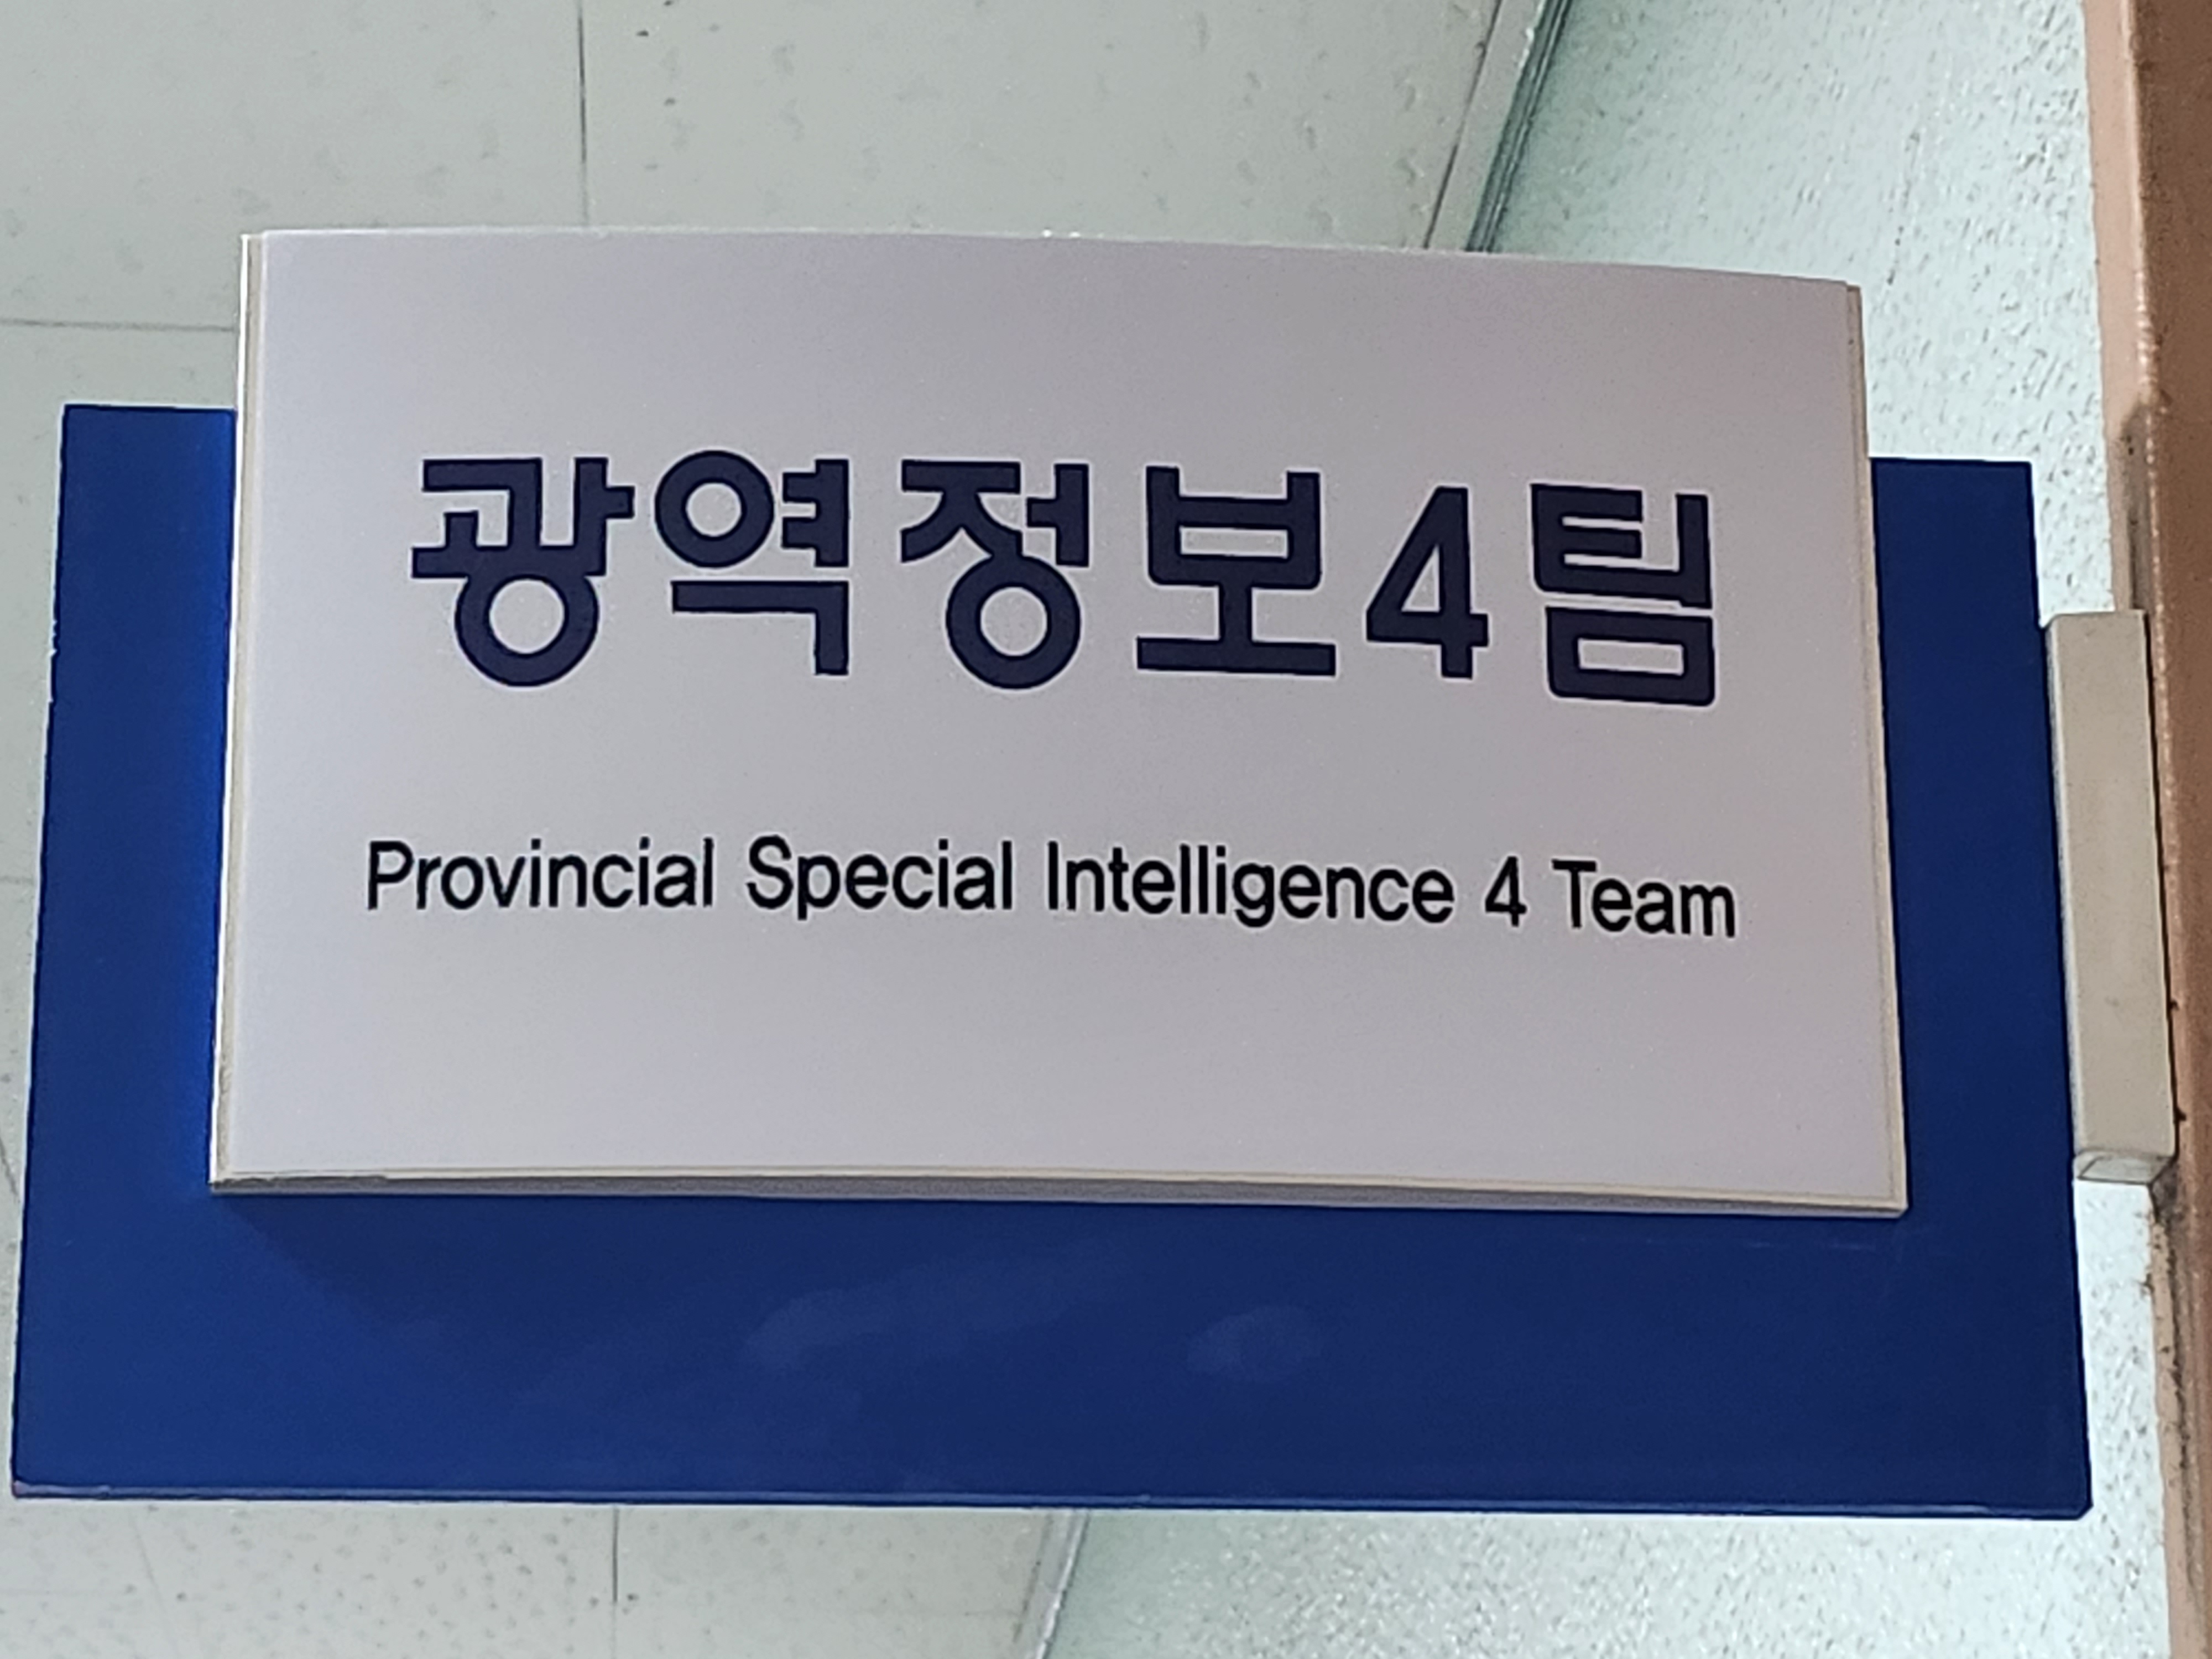 광역정보4팀
Provincial Special Intelligence 4 Team